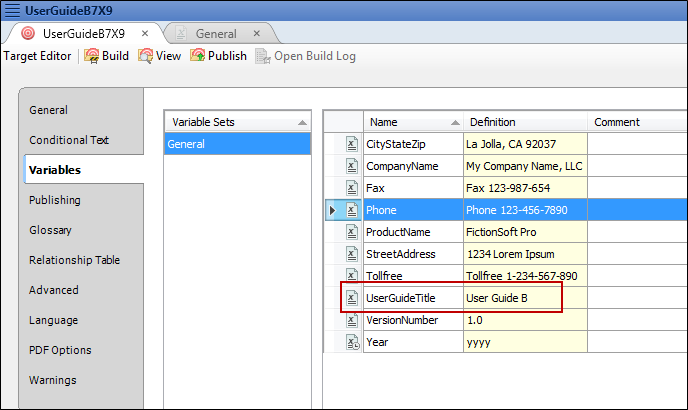 UserGuideB7X9
UserGuideB7X9 × General ×
Target Editor Build View Publish Open Build Log
General
Conditional Text
Variables
Publishing
Glossary
Relationship Table
Advanced
Language
PDF Options
Warnings
Variable Sets
General
Name Definition Comment
CityStateZip La Jolla, CA 92037
CompanyName My Company Name, LLC
Fax Fax 123-987-654
Phone Phone 123-456-7890
ProductName FictionSoft Pro
StreetAddress 1234 Lorem Ipsum
Tollfree Tollfree 1-234-567-890
UserGuideTitle User Guide B
VersionNumber 1.0
Year yyyy